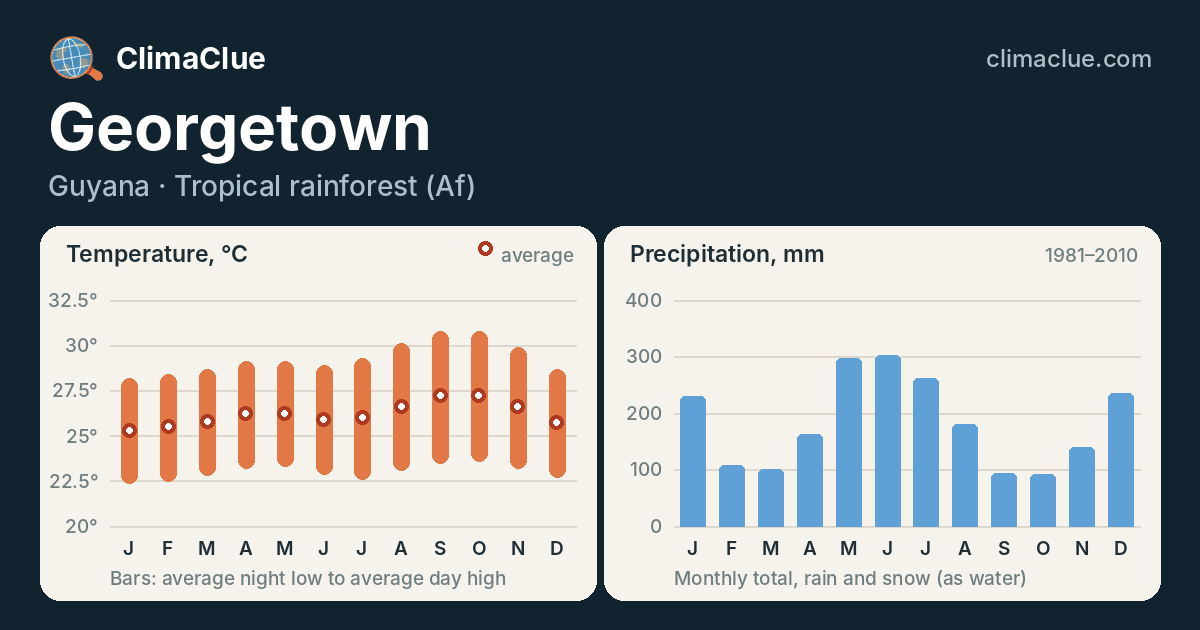 ClimaClue
climaclue.com
Georgetown
Guyana · Tropical rainforest (Af)
Temperature, °C
average
32.5°
30°
27.5°
25°
22.5°
20°
J F M A M J J A S O N D
Bars: average night low to average day high
Precipitation, mm
1981–2010
400
300
200
100
0
J F M A M J J A S O N D
Monthly total, rain and snow (as water)